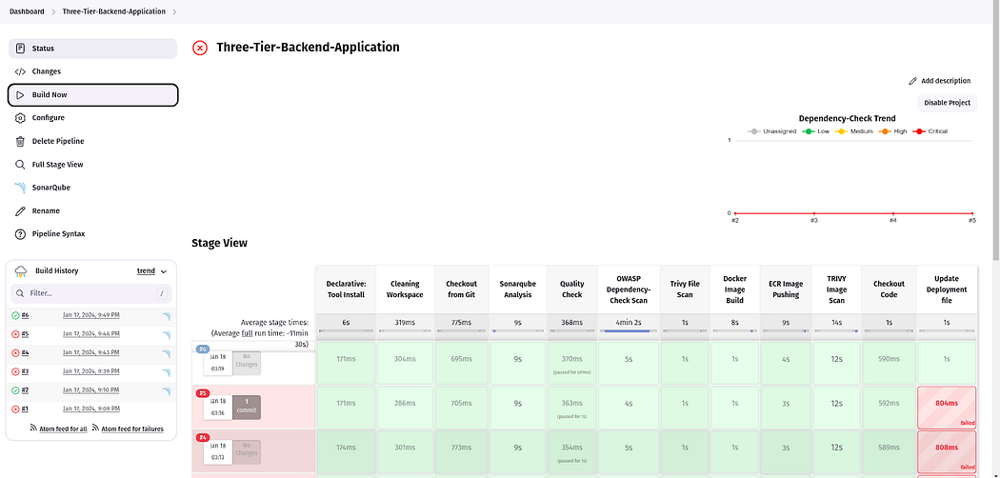 Dashboard > Three-Tier-Backend-Application >
Status
Changes
Build Now
Configure
Delete Pipeline
Full Stage View
SonarQube
Rename
Pipeline Syntax
Build History
trend
Filter...
/
#6 Jan 17, 2024, 9:49 PM
#5 Jan 17, 2024, 9:46 PM
#4 Jan 17, 2024, 9:43 PM
#3 Jan 17, 2024, 9:39 PM
#2 Jan 17, 2024, 9:10 PM
#1 Jan 17, 2024, 9:09 PM
Atom feed for all Atom feed for failures
Three-Tier-Backend-Application
Add description
Disable Project
Dependency-Check Trend
Unassigned Low Medium High Critical
1
0
#2 #3 #4 #5
Stage View
Declarative: Tool Install
Cleaning Workspace
Checkout from Git
Sonarqube Analysis
Quality Check
OWASP Dependency-Check Scan
Trivy File Scan
Docker Image Build
ECR Image Pushing
TRIVY Image Scan
Checkout Code
Update Deployment file
Average stage times:
(Average full run time: ~11min
30s)
6s 319ms 775ms 9s 368ms 4min 2s 1s 8s 9s 14s 1s 1s
#6
Jan 18
03:19
No Changes
171ms 304ms 695ms 9s 370ms 5s 1s 1s 4s 12s 590ms 1s
#5
Jan 18
03:16
1 commit
171ms 286ms 705ms 9s 363ms 4s 1s 1s 3s 12s 592ms 804ms
(paused for 1s)
failed
#4
Jan 18
03:13
No Changes
174ms 301ms 773ms 9s 354ms 5s 1s 1s 3s 12s 589ms 808ms
(paused for 1s)
failed